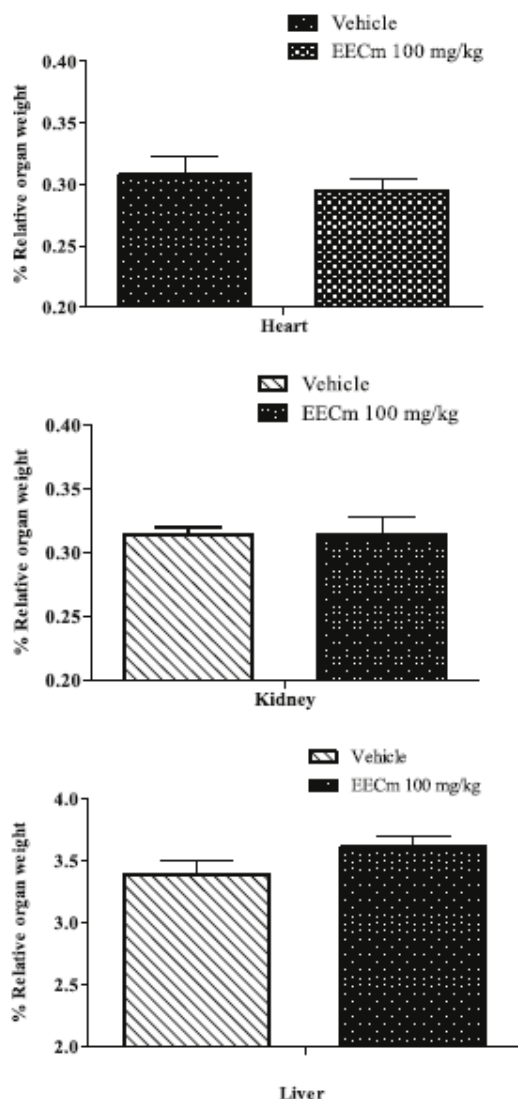 Vehicle
EECm 100 mg/kg
% Relative organ weight
0.40
0.35
0.30
0.25
0.20
Heart
Vehicle
EECm 100 mg/kg
% Relative organ weight
0.40
0.35
0.30
0.25
0.20
Kidney
Vehicle
EECm 100 mg/kg
% Relative organ weight
4.0
3.5
3.0
2.5
2.0
Liver